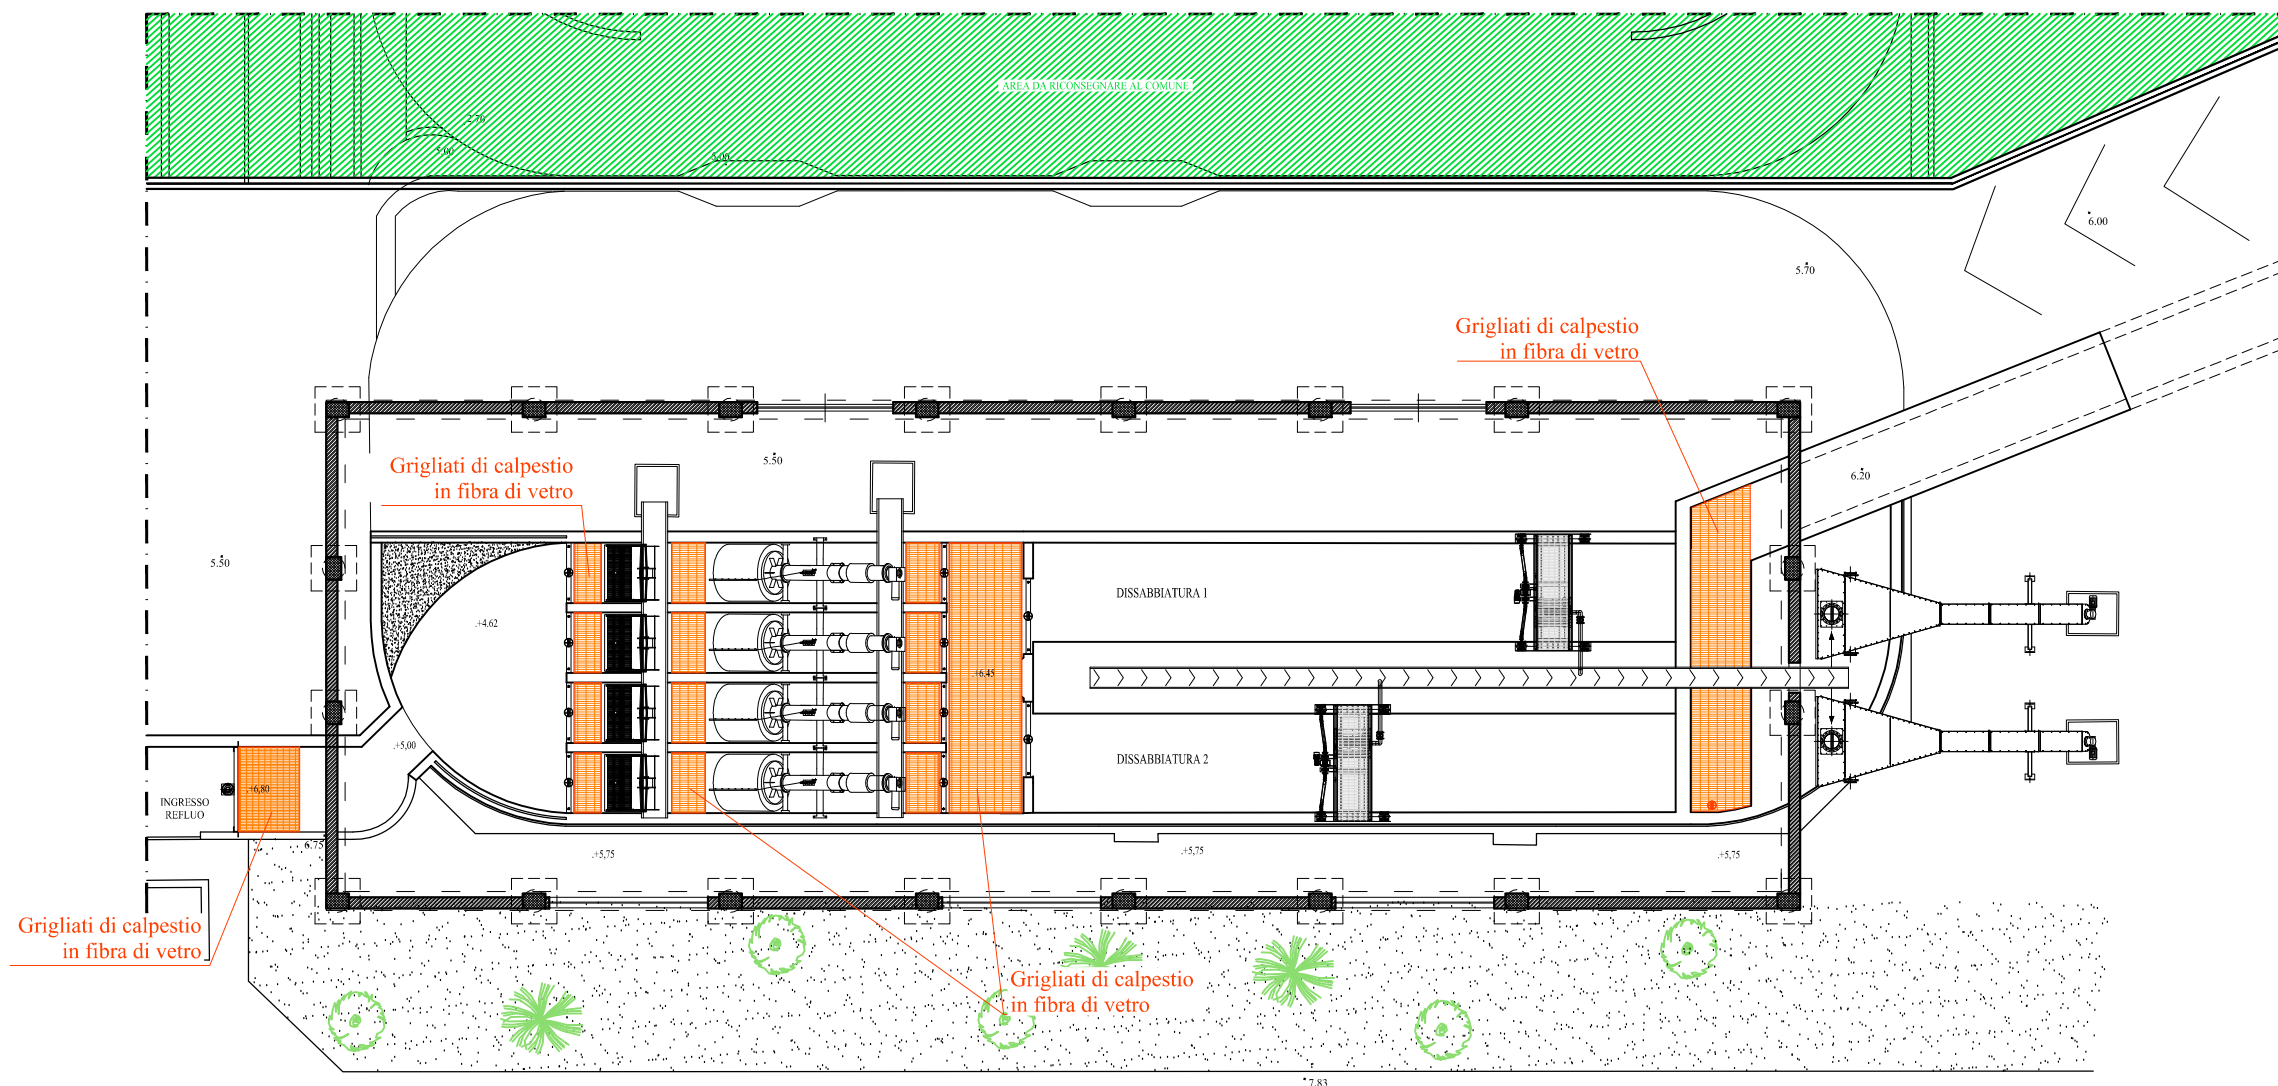 AREA DA RICONSEGNARE AL COMUNE
2.76
5.00
5.00
6.00
5.70
Grigliati di calpestio
in fibra di vetro
5.50
Grigliati di calpestio
in fibra di vetro
6.20
5.50
DISSABBIATURA 1
.+4.62
.+6,45
.+5,00
DISSABBIATURA 2
.+6,80
INGRESSO
REFLUO
6.75
.+5,75
.+5,75
.+5,75
Grigliati di calpestio
in fibra di vetro
Grigliati di calpestio
in fibra di vetro
7.83